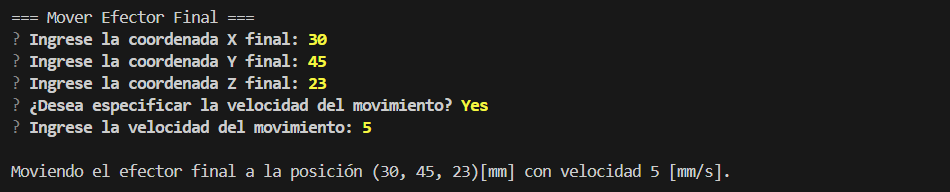 === Mover Efector Final ===
? Ingrese la coordenada X final: 30
? Ingrese la coordenada Y final: 45
? Ingrese la coordenada Z final: 23
? ¿Desea especificar la velocidad del movimiento? Yes
? Ingrese la velocidad del movimiento: 5
Moviendo el efector final a la posición (30, 45, 23)[mm] con velocidad 5 [mm/s].